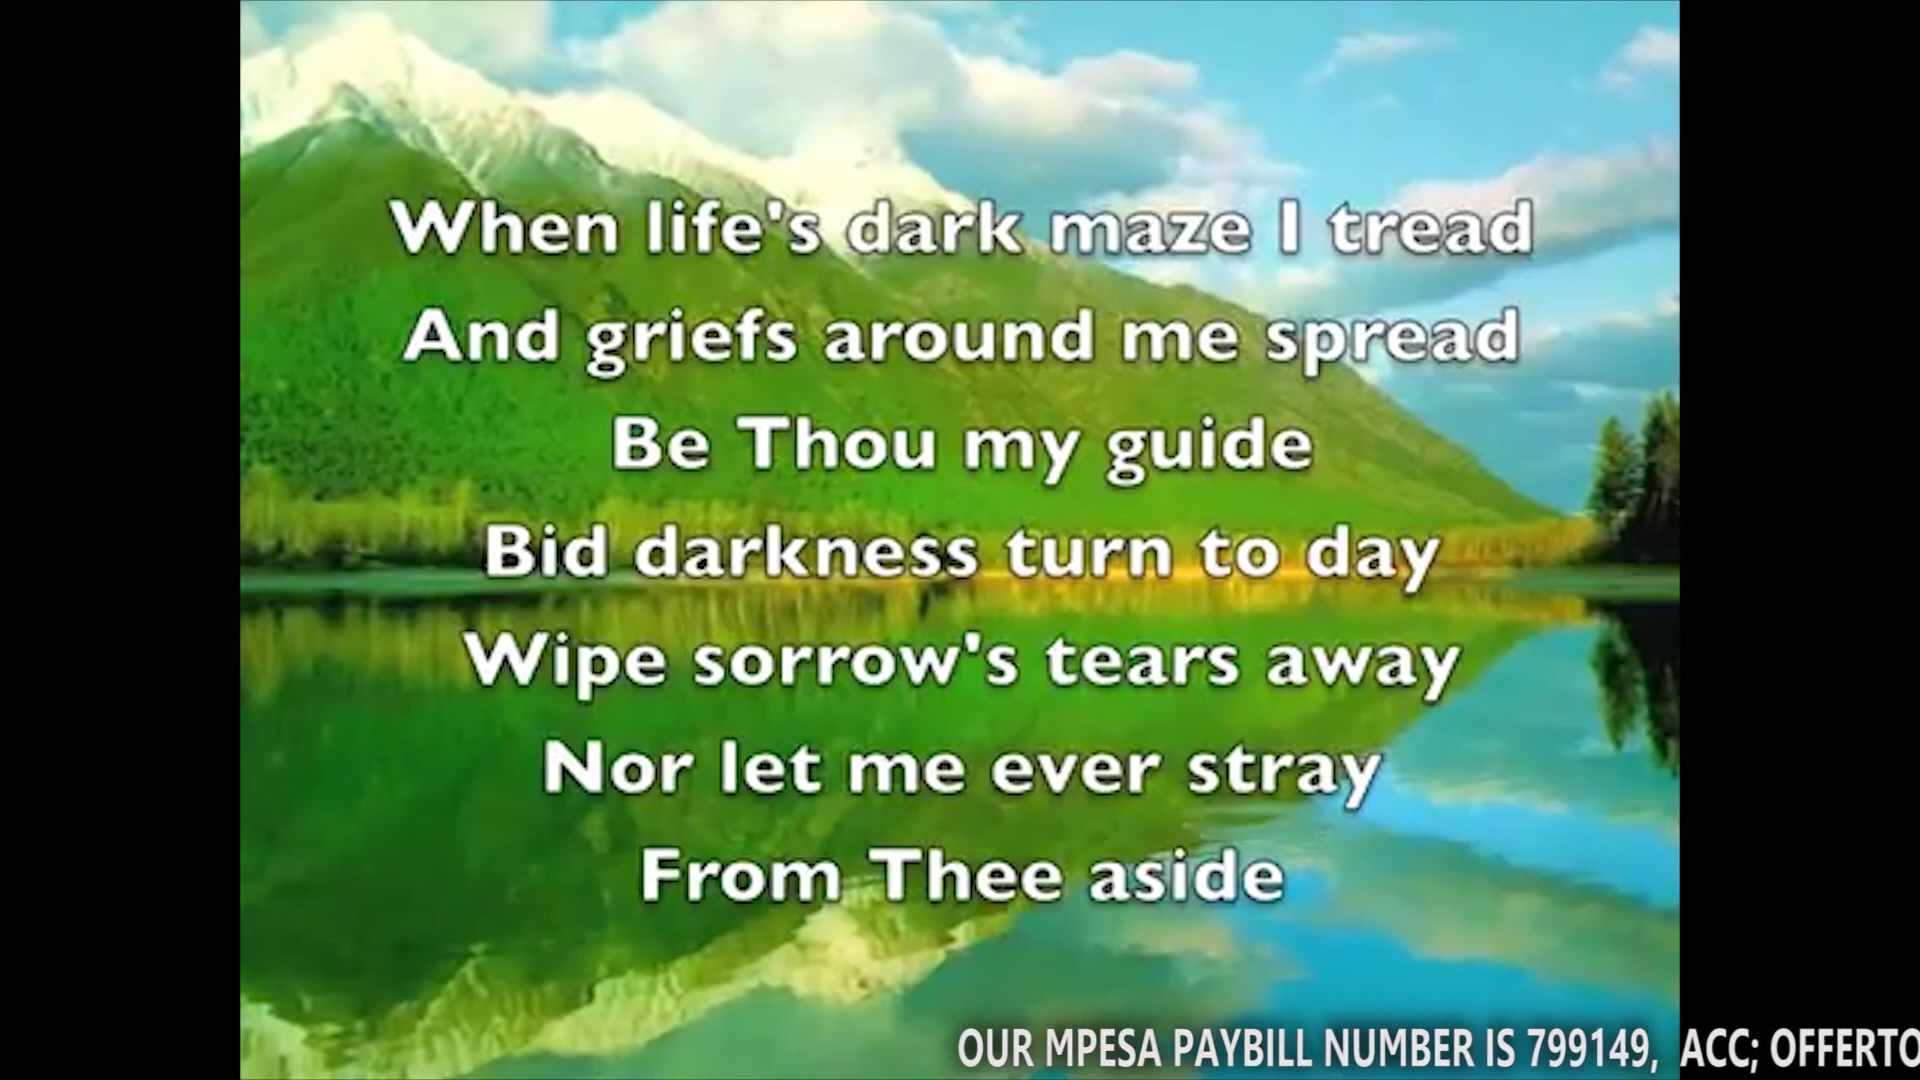 When life's dark maze I tread
And griefs around me spread
Be Thou my guide
Bid darkness turn to day
Wipe sorrow's tears away
Nor let me ever stray
From Thee aside
OUR MPESA PAYBILL NUMBER IS 799149, ACC; OFFERTO